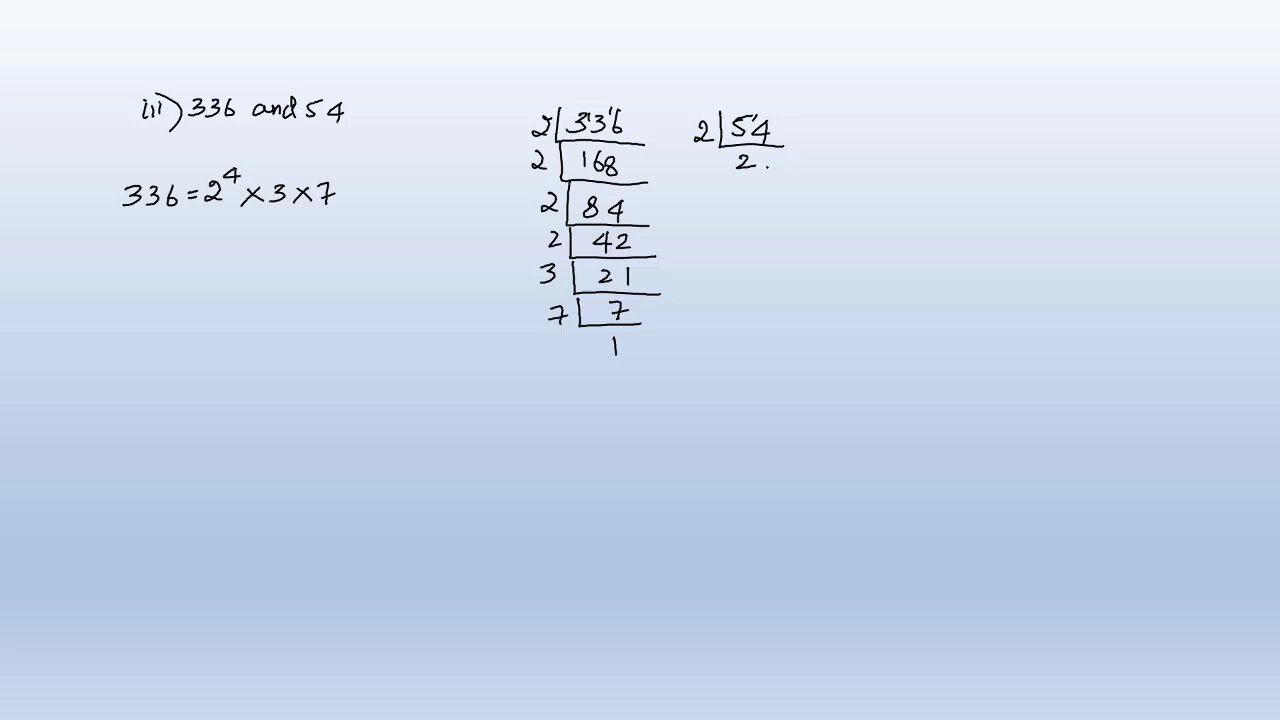 iii) 336 and 54
336 = 2⁴ × 3 × 7
2 | 336
2 | 168
2 | 84
2 | 42
3 | 21
7 | 7
1
2 | 54
2